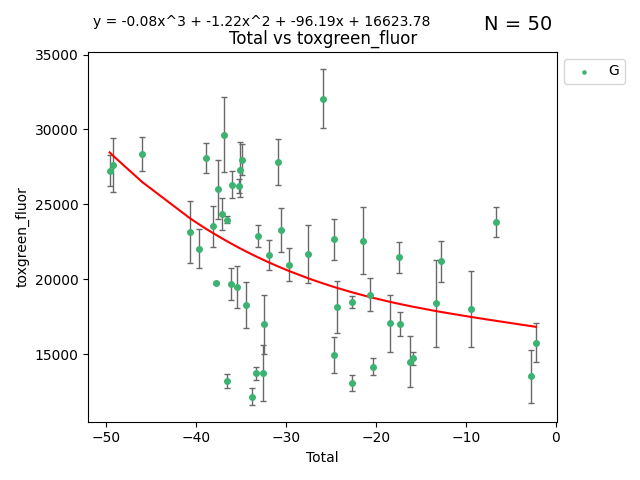 y = -0.08x^3 + -1.22x^2 + -96.19x + 16623.78
N = 50
Total vs toxgreen_fluor
G
toxgreen_fluor
35000
30000
25000
20000
15000
−50
−40
−30
−20
−10
0
Total